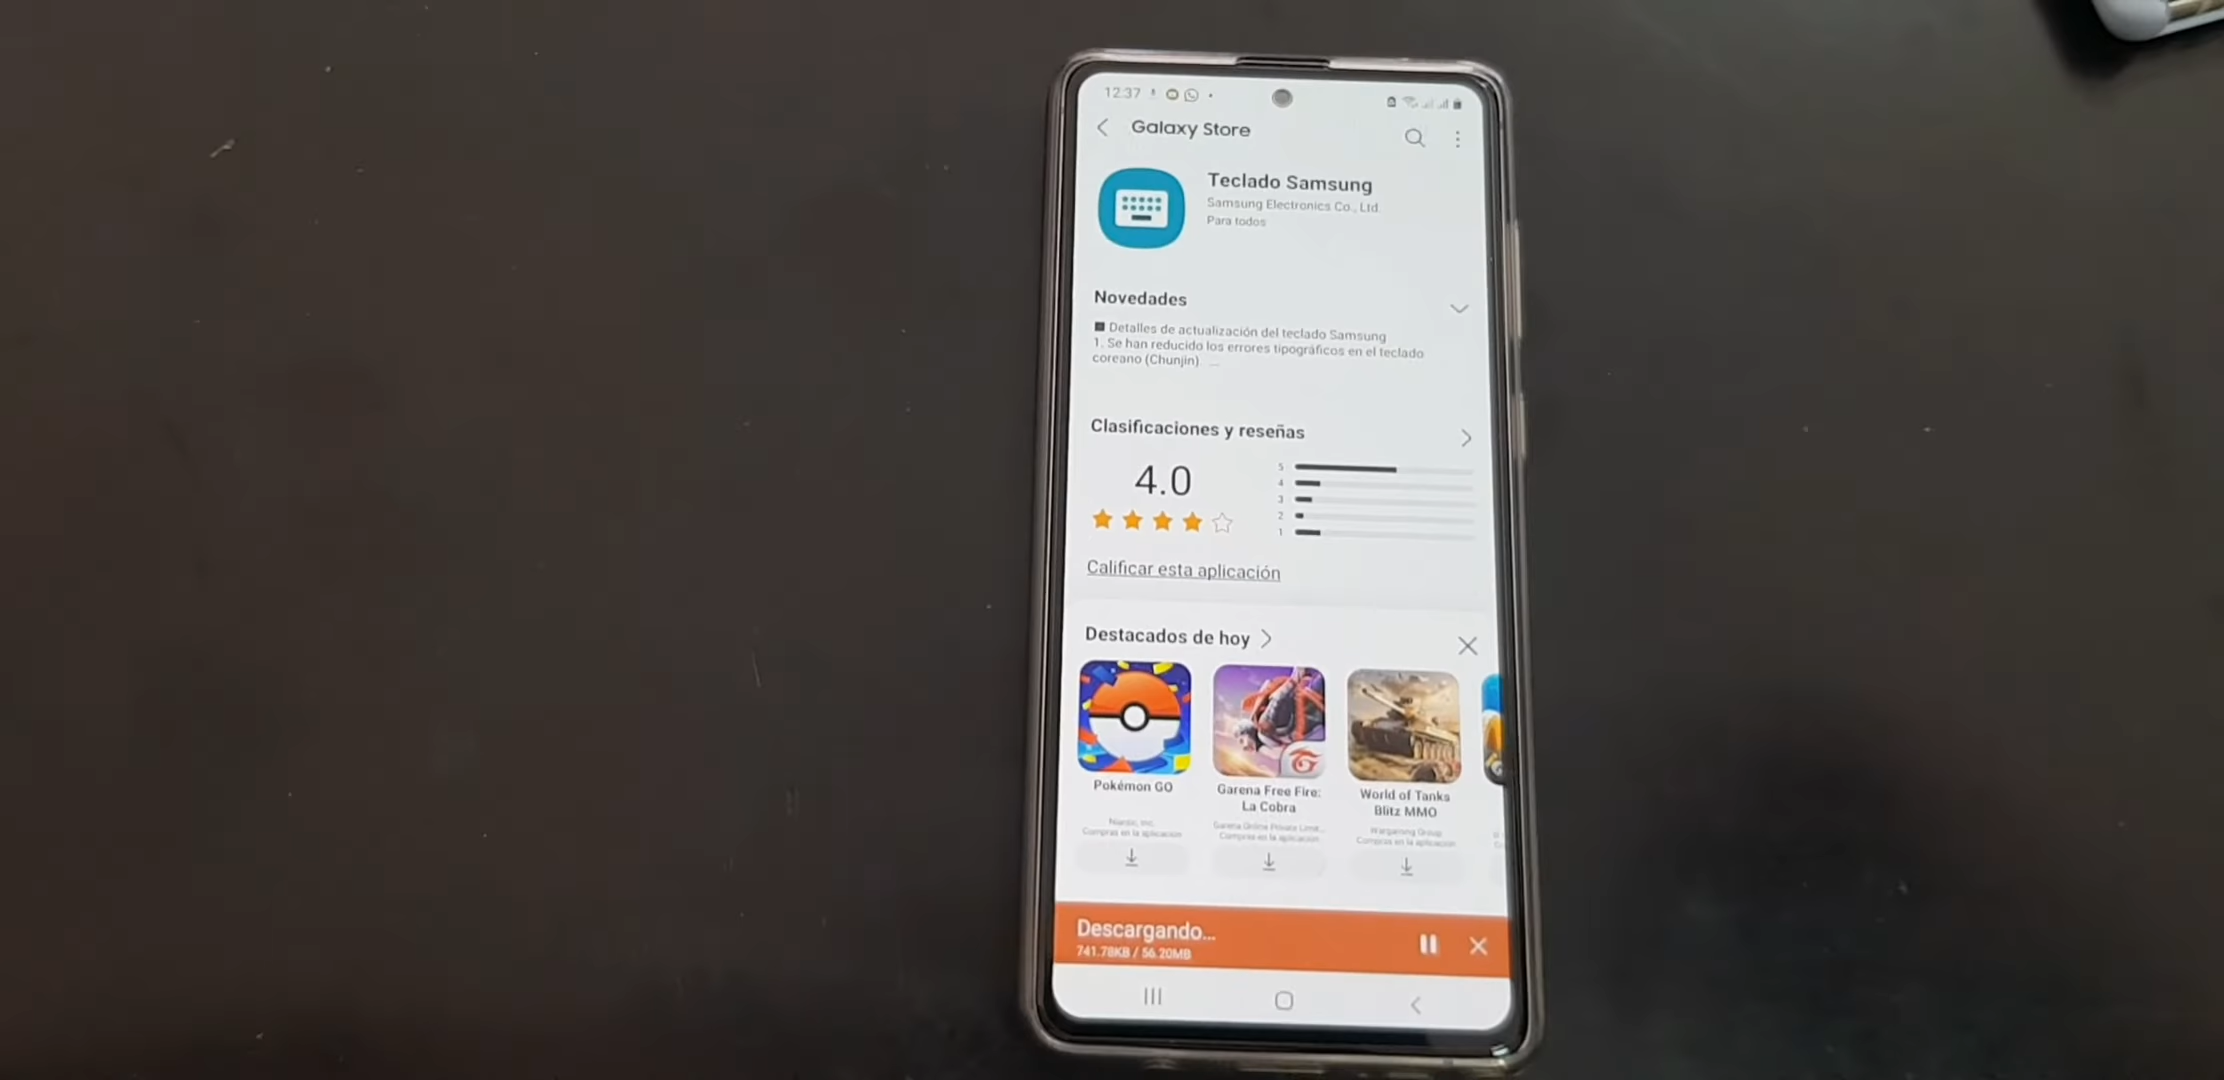 12:37
Galaxy Store
Teclado Samsung
Samsung Electronics Co., Ltd.
Para todos
Novedades
Detalles de actualización del teclado Samsung
1. Se han reducido los errores tipográficos en el teclado
coreano (Chunjin). ...
Clasificaciones y reseñas
4.0
5
4
3
2
1
Calificar esta aplicación
Destacados de hoy
Pokémon GO
Niantic, Inc.
Compras en la aplicación
Garena Free Fire:
La Cobra
Garena Online Private Limite...
Compras en la aplicación
World of Tanks
Blitz MMO
Wargaming Group
Compras en la aplicación
Descargando...
741.78KB / 56.20MB